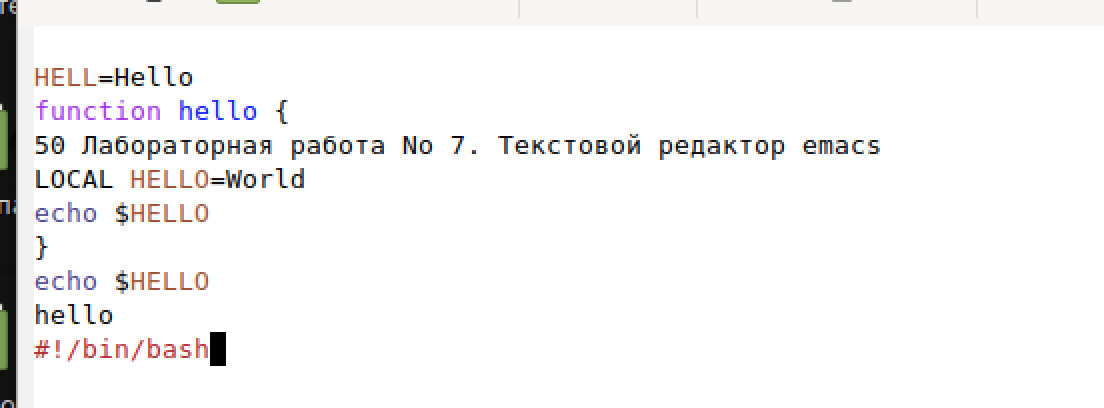 HELL=Hello
function hello {
50 Лабораторная работа No 7. Текстовой редактор emacs
LOCAL HELLO=World
echo $HELLO
}
echo $HELLO
hello
#!/bin/bash